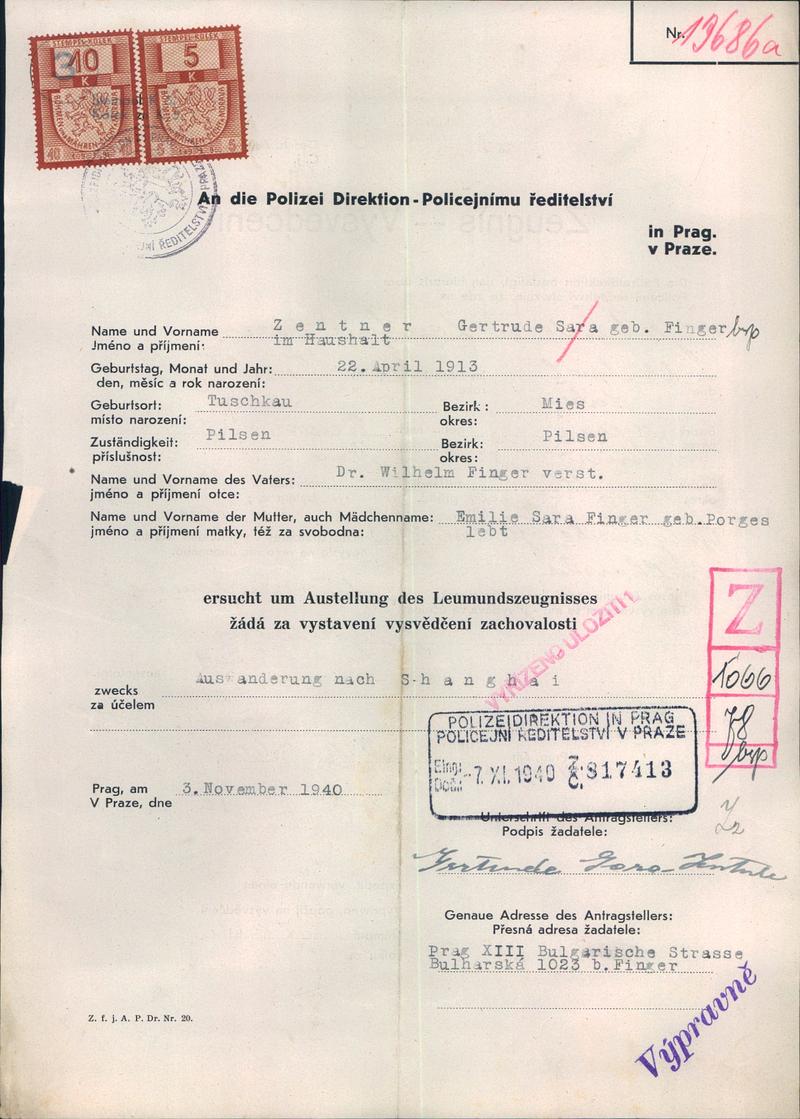 Nr. 19686a
STEMPEL-KOLEK STEMPEL-KOLEK
10 5
K K
An die Polizei Direktion - Policejnímu ředitelství
in Prag.
v Praze.
Name und Vorname Zentner Gertrude Sara geb. Finger
Jméno a příjmení: im Haushalt
Geburtstag, Monat und Jahr: 22. April 1913
den, měsíc a rok narození:
Geburtsort: Tuschkau Bezirk: Mies
místo narození: okres:
Zuständigkeit: Pilsen Bezirk: Pilsen
příslušnost: okres:
Name und Vorname des Vaters: Dr. Wilhelm Finger verst.
jméno a příjmení otce:
Name und Vorname der Mutter, auch Mädchenname: Emilie Sara Finger geb.Porges
jméno a příjmení matky, též za svobodna: lebt
ersucht um Austellung des Leumundszeugnisses
žádá za vystavení vysvědčení zachovalosti
VYŘÍZENO ULOŽITI!
Z
1066
78
zwecks Auswanderung nach Shanghai
za účelem
POLIZEIDIREKTION IN PRAG
POLICEJNÍ ŘEDITELSTVÍ V PRAZE
Eing: Došlo: -7. XI. 1940 Z. Č. 817413
Prag, am 3. November 1940
V Praze, dne
Unterschrift des Antragstellers:
Podpis žadatele:
Gertrude Sara Zentner
Genaue Adresse des Antragstellers:
Přesná adresa žadatele:
Prag XIII Bulgarische Strasse
Bulharská 1023 b.Finger
Výpravně
Z. f. j. A. P. Dr. Nr. 20.